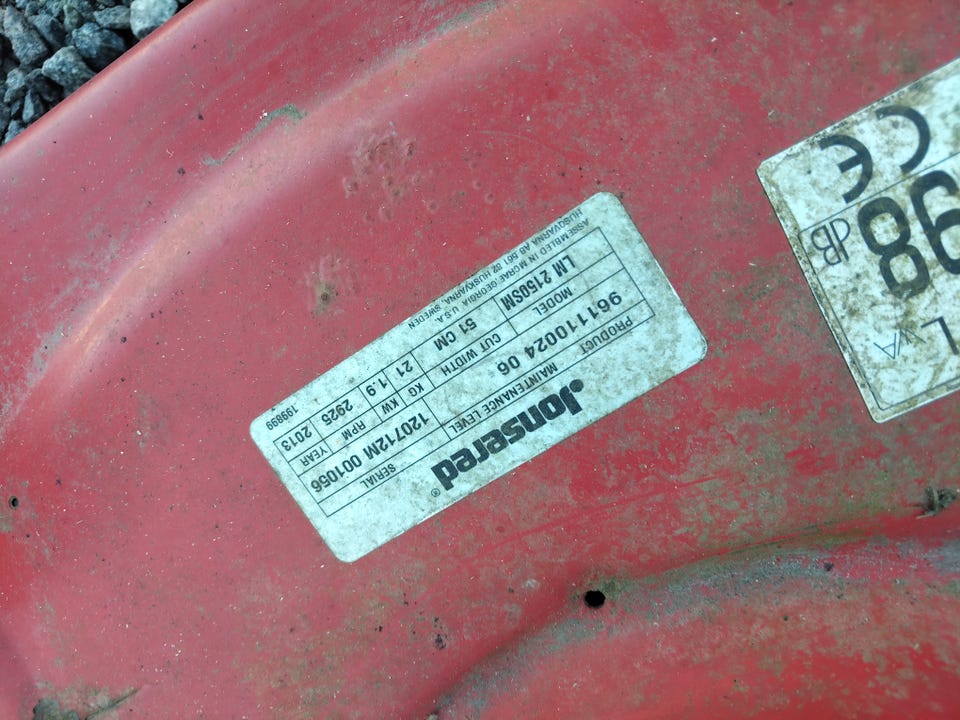 Jonsered®
PRODUCT MAINTENANCE LEVEL SERIAL
961110024 06 120712M 001056
MODEL CUT WIDTH KG KW RPM YEAR
LM 2150SM 51 CM 21 1.9 2925 2013
ASSEMBLED IN MCRAE GEORGIA U.S.A.
HUSQVARNA AB 561 82 HUSKVARNA, SWEDEN
199899
CE
98
dB
L WA